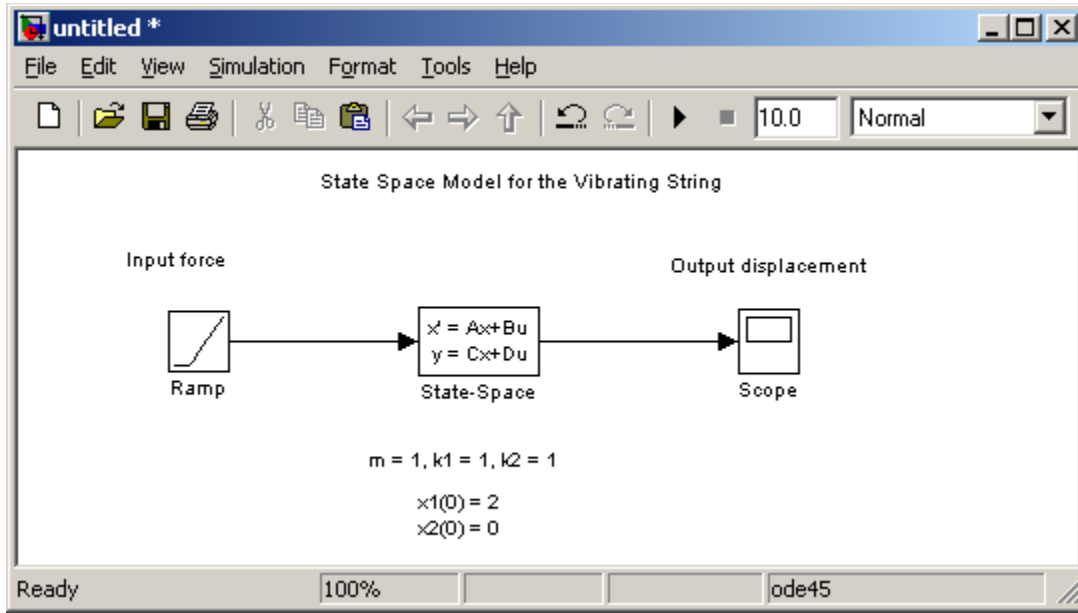 untitled *
File Edit View Simulation Format Tools Help
10.0 Normal
State Space Model for the Vibrating String
Input force
Output displacement
x' = Ax+Bu
y = Cx+Du
Ramp
State-Space
Scope
m = 1, k1 = 1, k2 = 1
x1(0) = 2
x2(0) = 0
Ready 100% ode45